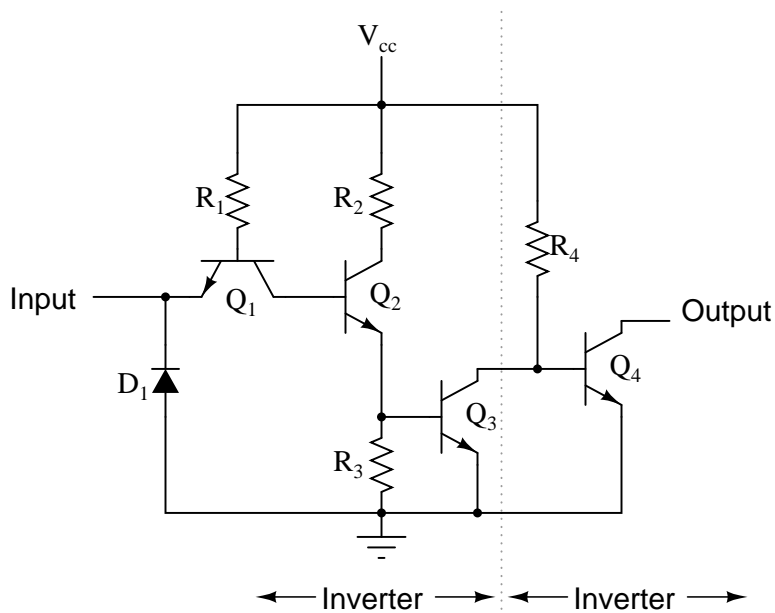 Vcc
R1
R2
R4
Input
Q1
Q2
Output
D1
Q4
Q3
R3
Inverter
Inverter